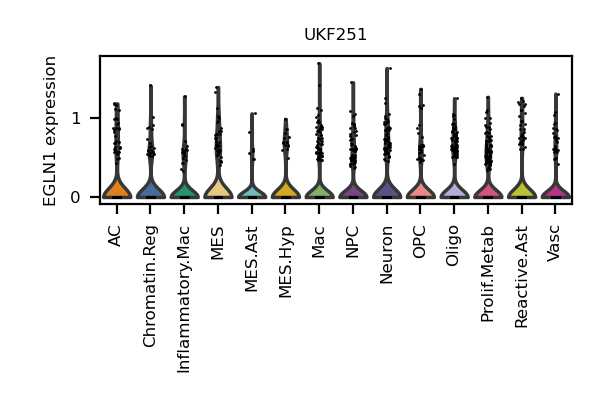 UKF251
EGLN1 expression
1
0
AC
Chromatin.Reg
Inflammatory.Mac
MES
MES.Ast
MES.Hyp
Mac
NPC
Neuron
OPC
Oligo
Prolif.Metab
Reactive.Ast
Vasc